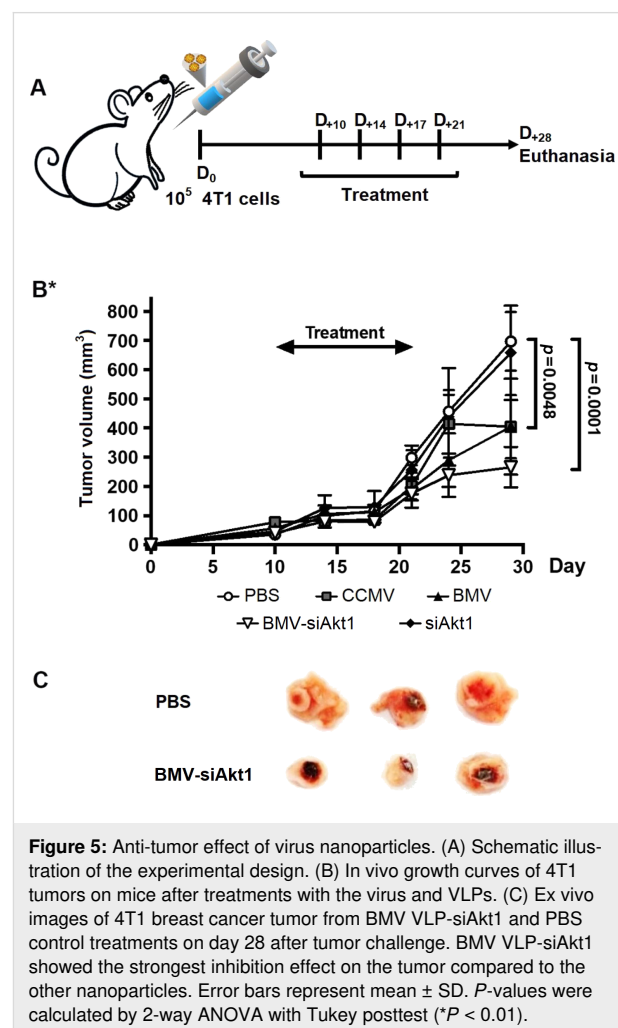 A
D+10 D+14 D+17 D+21
D+28
Euthanasia
D0
10⁵ 4T1 cells
Treatment
B*
Tumor volume (mm³)
800
700
600
500
400
300
200
100
0
Treatment
p=0.0048
p=0.0001
0 5 10 15 20 25 30 Day
PBS CCMV BMV
BMV-siAkt1 siAkt1
C
PBS
BMV-siAkt1
Figure 5: Anti-tumor effect of virus nanoparticles. (A) Schematic illus-
tration of the experimental design. (B) In vivo growth curves of 4T1
tumors on mice after treatments with the virus and VLPs. (C) Ex vivo
images of 4T1 breast cancer tumor from BMV VLP-siAkt1 and PBS
control treatments on day 28 after tumor challenge. BMV VLP-siAkt1
showed the strongest inhibition effect on the tumor compared to the
other nanoparticles. Error bars represent mean ± SD. P-values were
calculated by 2-way ANOVA with Tukey posttest (*P < 0.01).